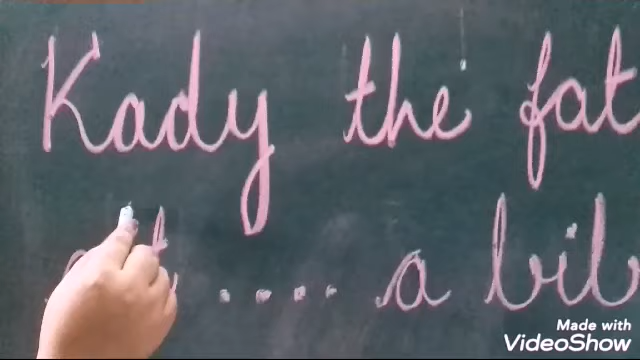 Kady the fat
.... a bib
Made with
VideoShow